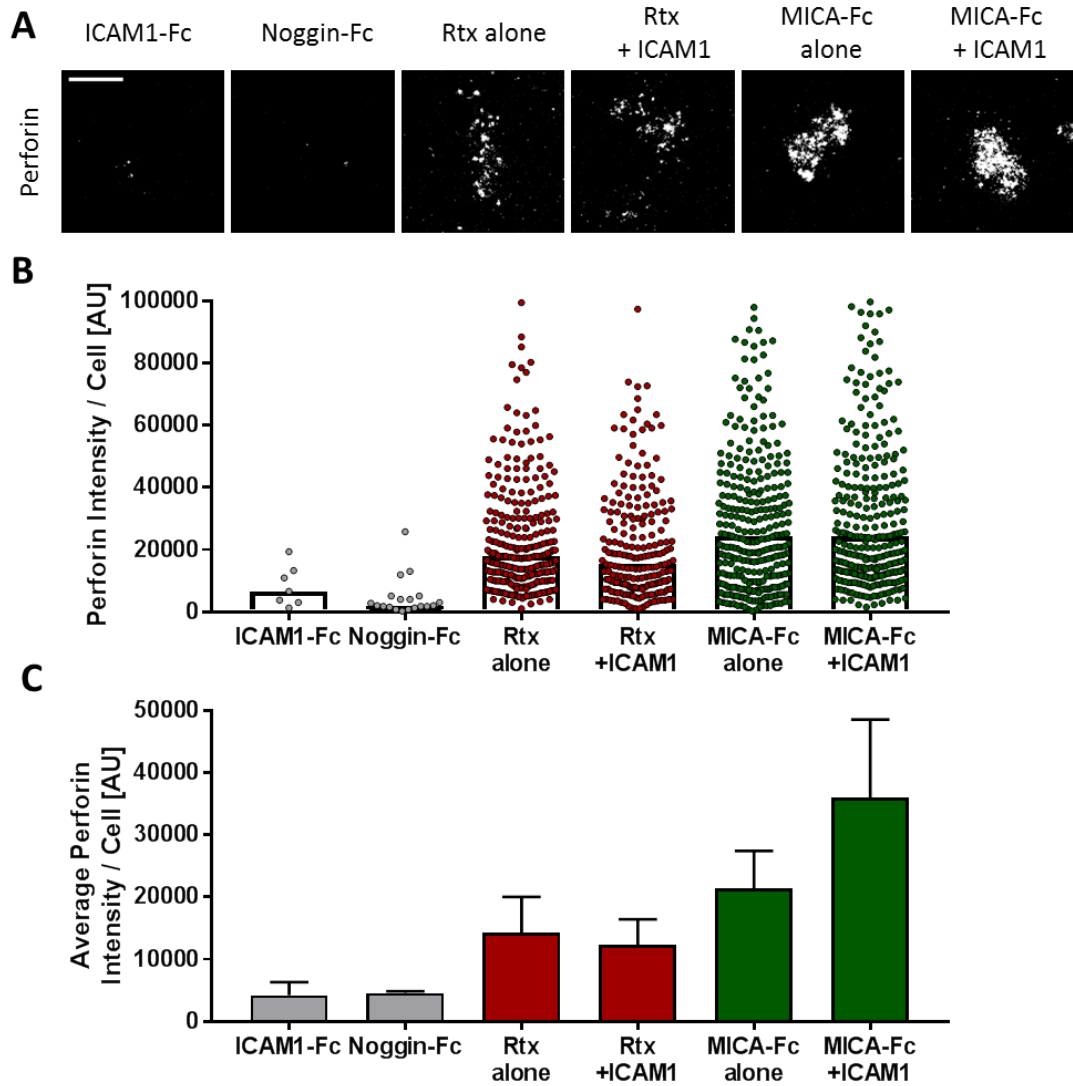 A
ICAM1-Fc
Noggin-Fc
Rtx alone
Rtx
+ ICAM1
MICA-Fc
alone
MICA-Fc
+ ICAM1
Perforin
B
Perforin Intensity / Cell [AU]
100000
80000
60000
40000
20000
0
ICAM1-Fc
Noggin-Fc
Rtx
alone
Rtx
+ICAM1
MICA-Fc
alone
MICA-Fc
+ICAM1
C
Average Perforin
Intensity / Cell [AU]
50000
40000
30000
20000
10000
0
ICAM1-Fc
Noggin-Fc
Rtx
alone
Rtx
+ICAM1
MICA-Fc
alone
MICA-Fc
+ICAM1